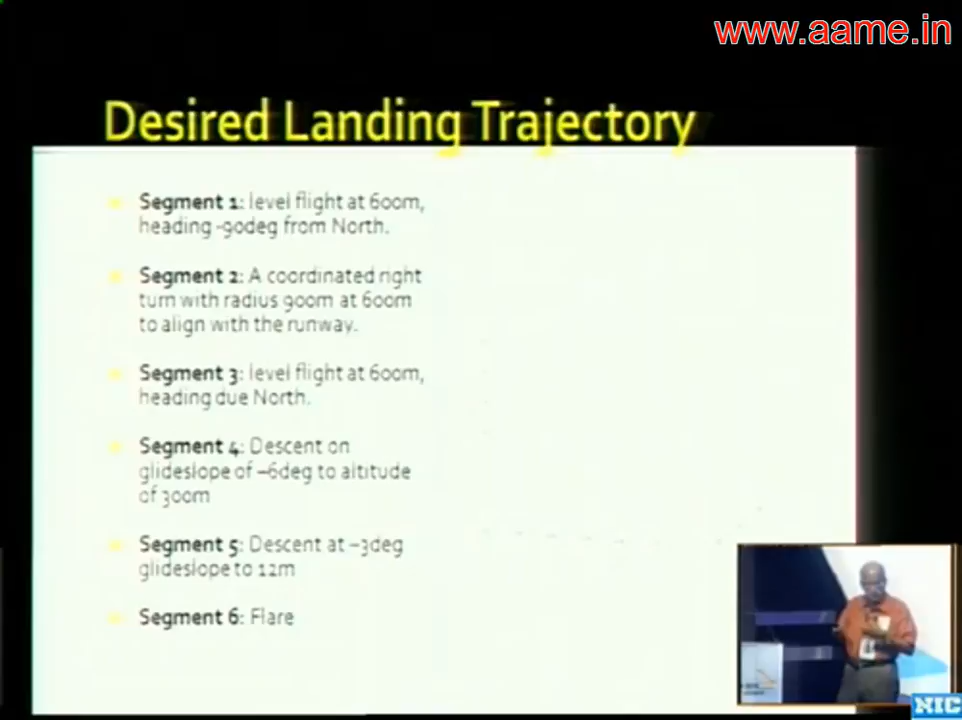 www.aame.in
Desired Landing Trajectory
Segment 1: level flight at 600m,
heading -90deg from North.
Segment 2: A coordinated right
turn with radius 900m at 600m
to align with the runway.
Segment 3: level flight at 600m,
heading due North.
Segment 4: Descent on
glideslope of –6deg to altitude
of 300m
Segment 5: Descent at –3deg
glideslope to 12m
Segment 6: Flare
NIC